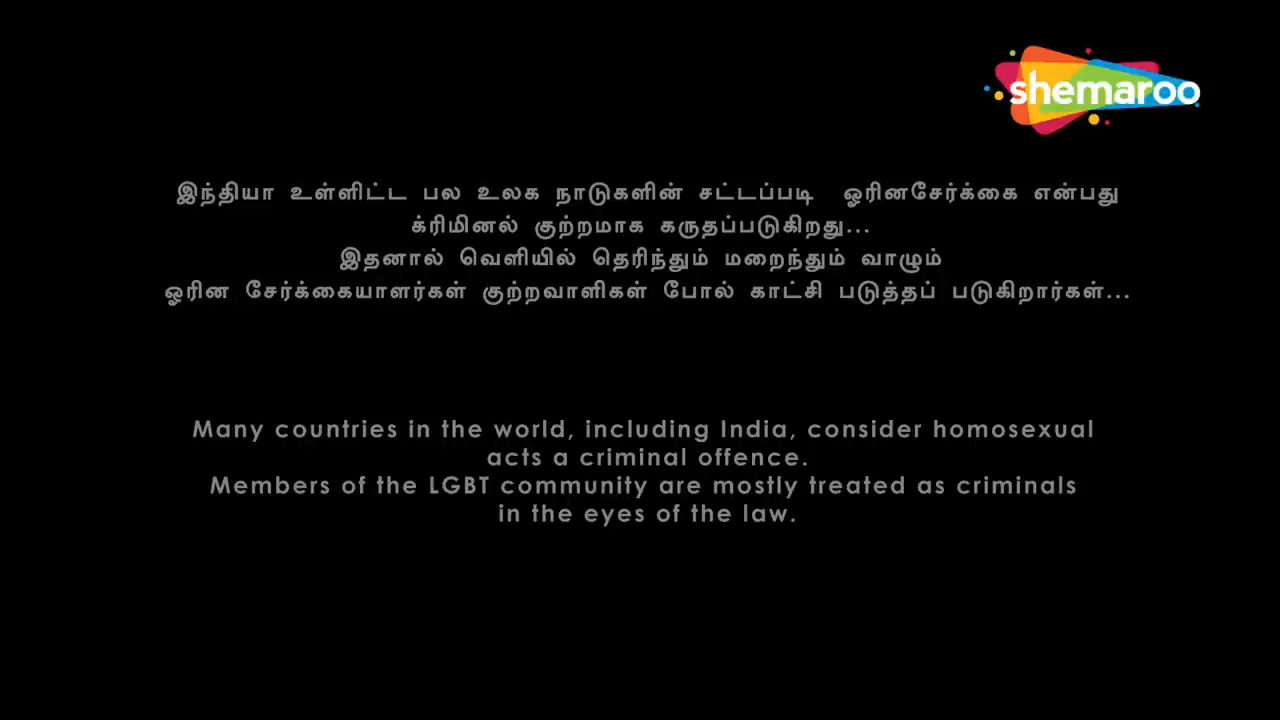 shemaroo
இந்தியா உள்ளிட்ட பல உலக நாடுகளின் சட்டப்படி ஓரினசேர்க்கை என்பது
க்ரிமினல் குற்றமாக கருதப்படுகிறது...
இதனால் வெளியில் தெரிந்தும் மறைந்தும் வாழும்
ஓரின சேர்க்கையாளர்கள் குற்றவாளிகள் போல் காட்சி படுத்தப் படுகிறார்கள்...
Many countries in the world, including India, consider homosexual
acts a criminal offence.
Members of the LGBT community are mostly treated as criminals
in the eyes of the law.